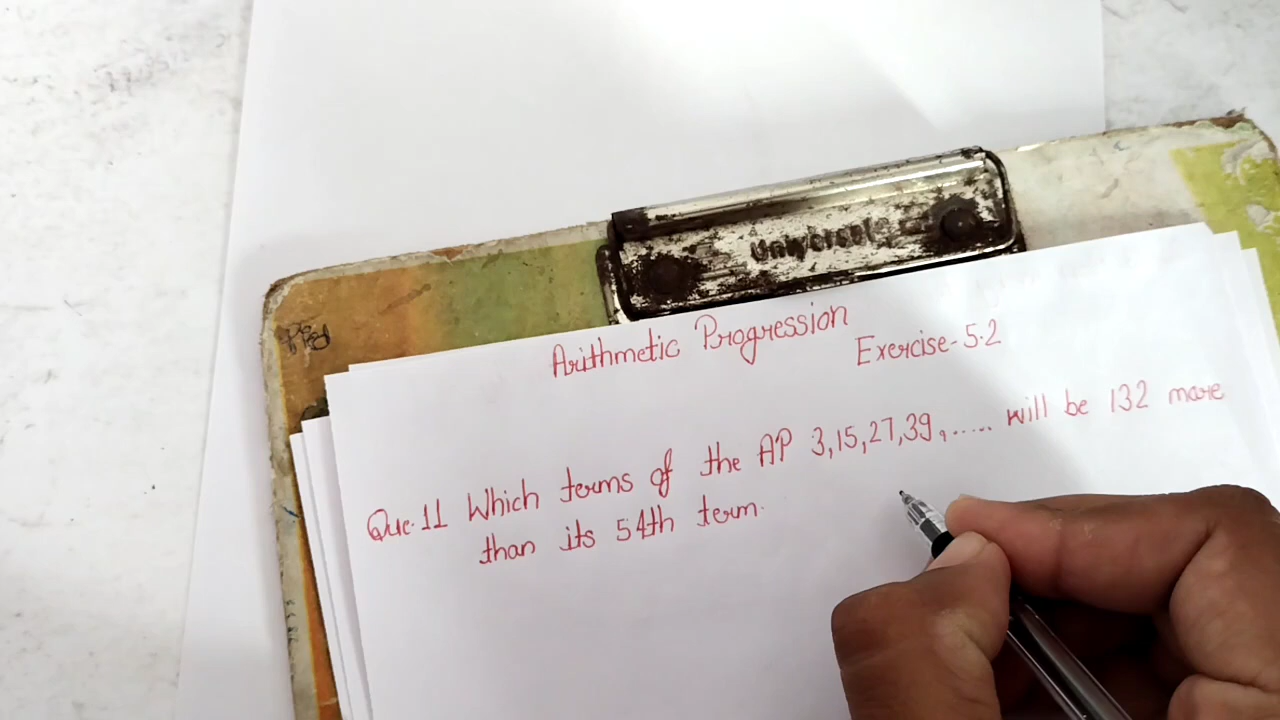 Universal
Arithmetic Progression
Exercise-5.2
Que.11 Which terms of the AP 3,15,27,39,..... will be 132 more
than its 54th term.